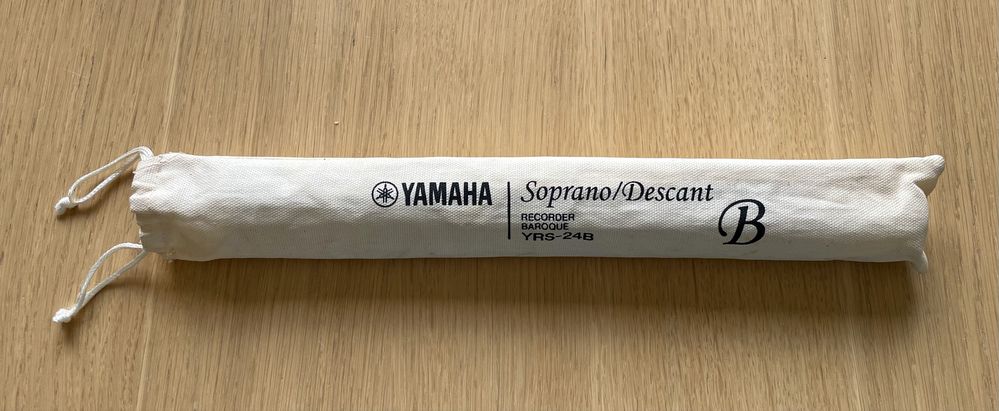 YAMAHA
Soprano/Descant
RECORDER
BAROQUE
YRS-24B
B